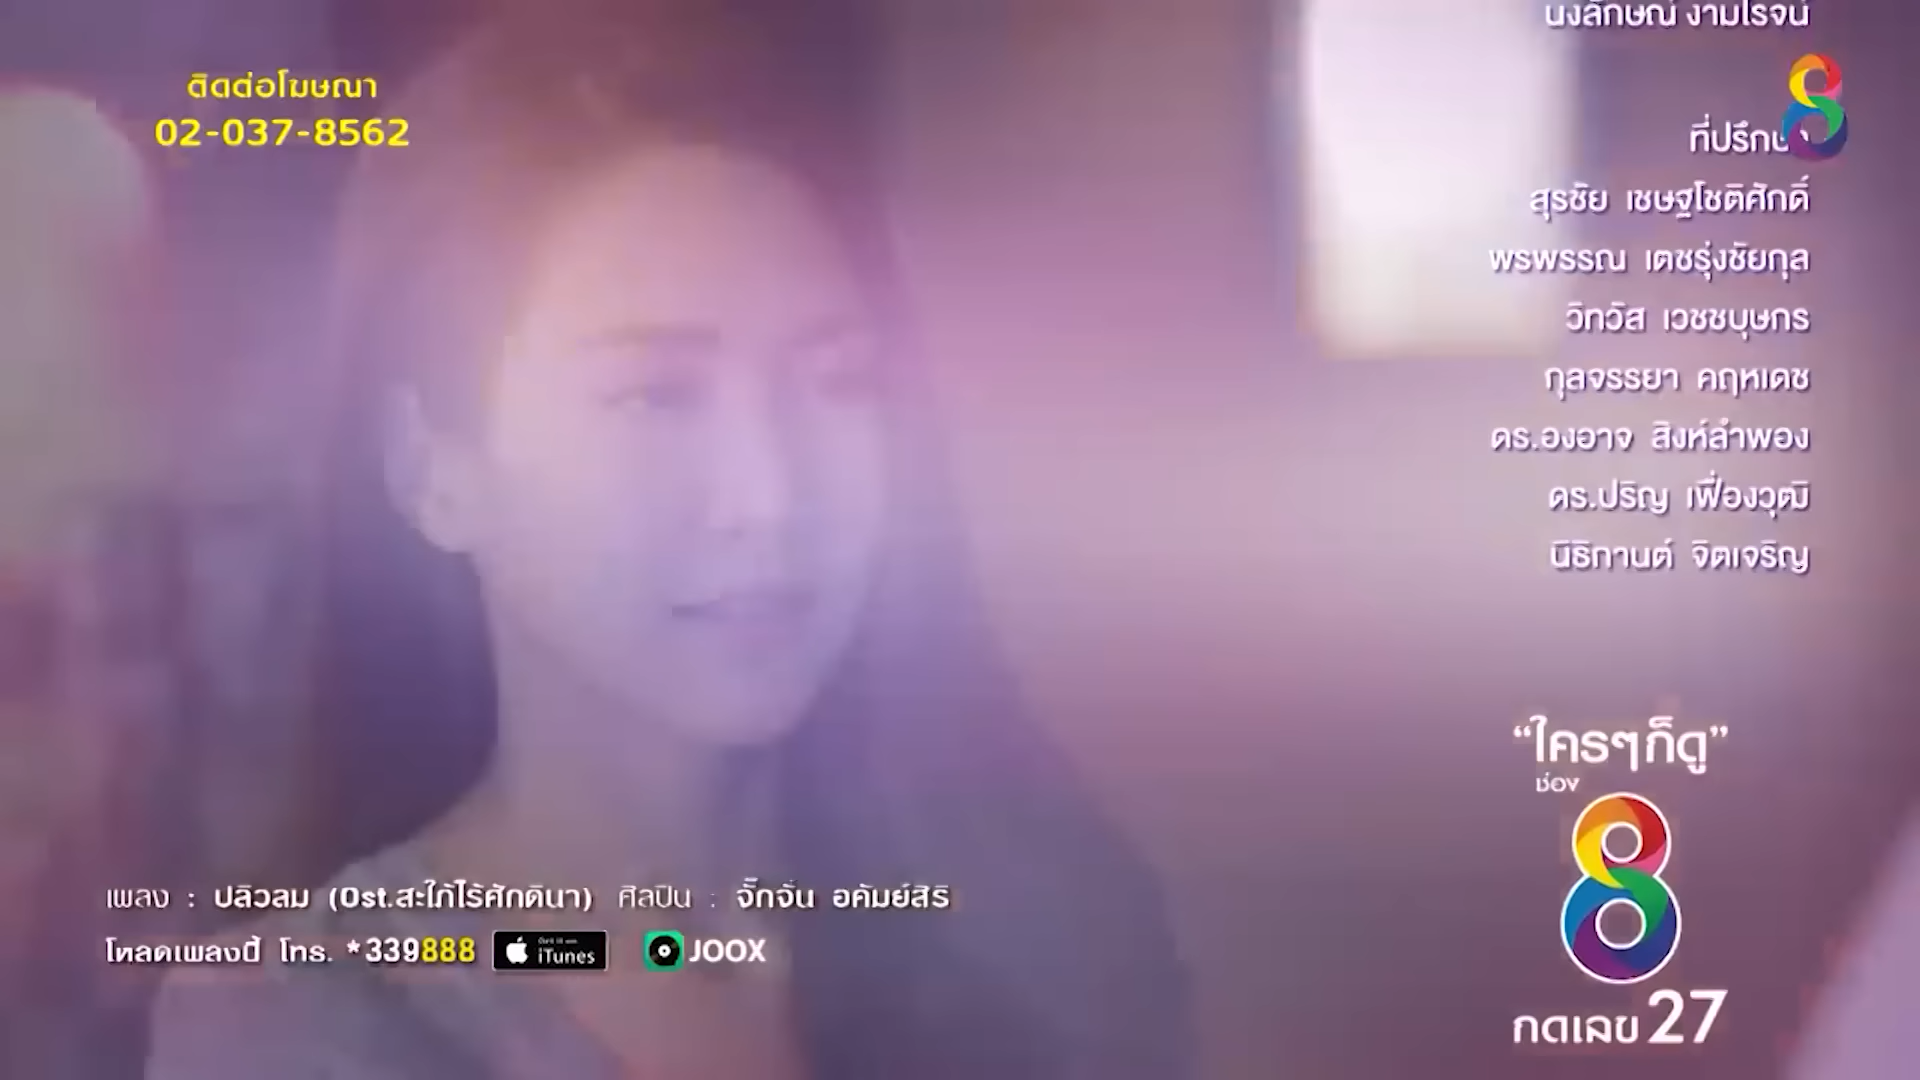 ติดต่อโฆษณา
02-037-8562
นงลักษณ์ งามโรจน์
8
ที่ปรึกษา
สุรชัย เชษฐโชติศักดิ์
พรพรรณ เตชรุ่งชัยกุล
วิทวัส เวชชบุษกร
กุลจรรยา คฤหเดช
ดร.องอาจ สิงห์ลำพอง
ดร.ปริญ เฟื่องวุฒิ
นิธิกานต์ จิตเจริญ
“ใครๆก็ดู”
ช่อง
8
กดเลข 27
เพลง : ปลิวลม (Ost.สะใภ้ไร้ศักดินา) ศิลปิน : จั๊กจั่น อคัมย์สิริ
โหลดเพลงนี้ โทร. *339888 iTunes JOOX